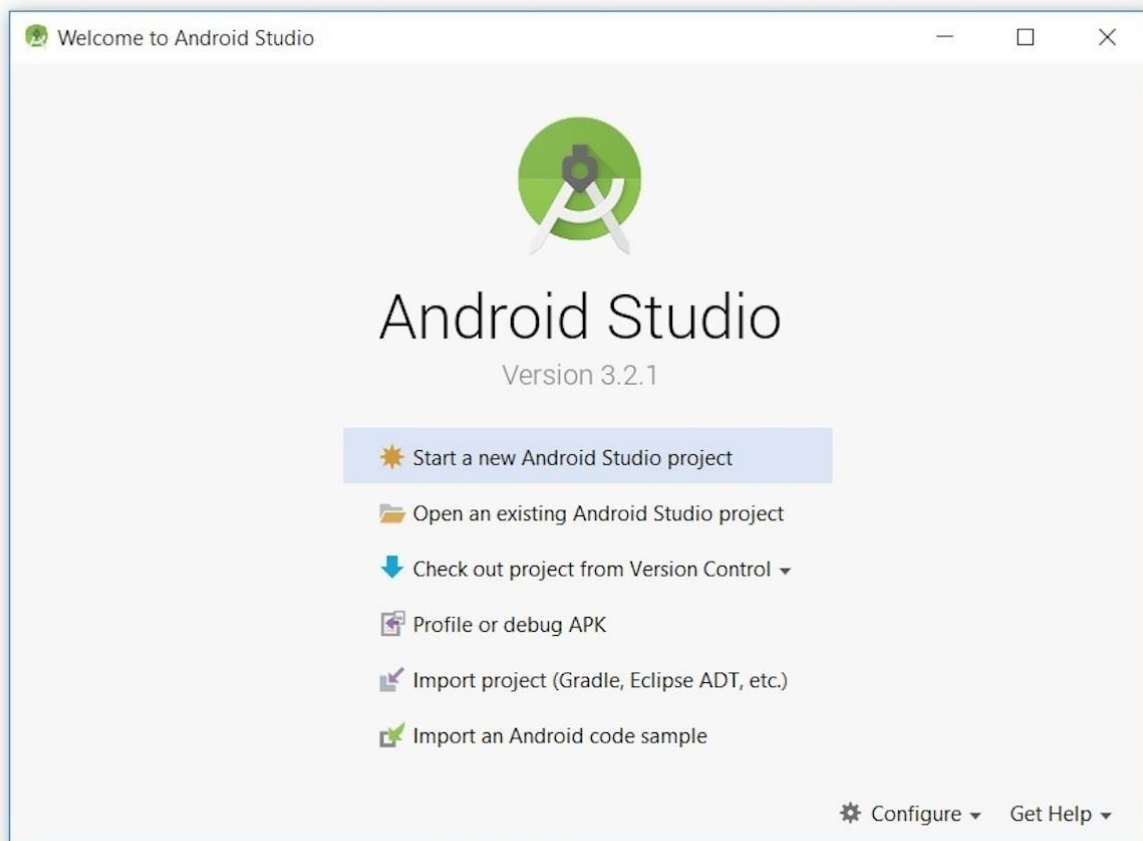 Welcome to Android Studio
Android Studio
Version 3.2.1
Start a new Android Studio project
Open an existing Android Studio project
Check out project from Version Control
Profile or debug APK
Import project (Gradle, Eclipse ADT, etc.)
Import an Android code sample
Configure Get Help